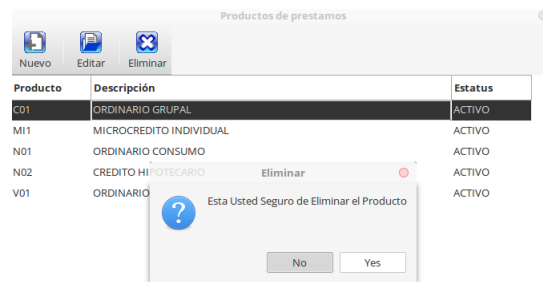 Productos de prestamos
Nuevo Editar Eliminar
Producto Descripción Estatus
C01 ORDINARIO GRUPAL ACTIVO
MI1 MICROCREDITO INDIVIDUAL ACTIVO
N01 ORDINARIO CONSUMO ACTIVO
N02 CREDITO HIPOTECARIO ACTIVO
V01 ORDINARIO ACTIVO
Eliminar
Esta Usted Seguro de Eliminar el Producto
No Yes